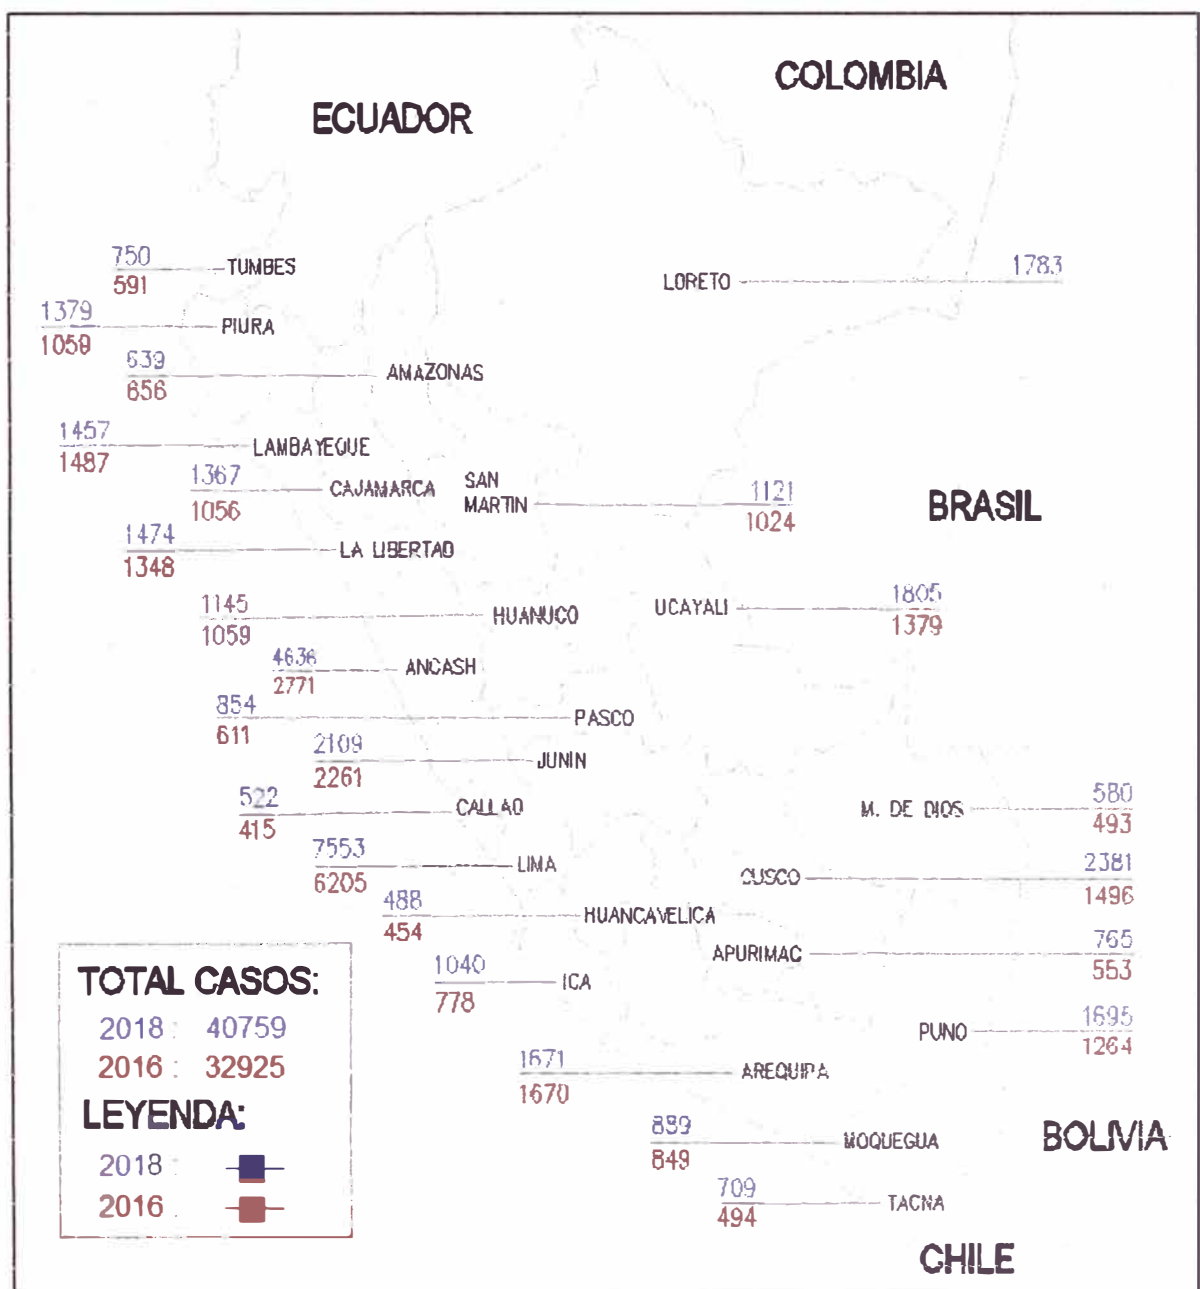 COLOMBIA
ECUADOR
750
591
TUMBES
LORETO
1783
1379
1059
PIURA
639
656
AMAZONAS
1457
1487
LAMBAYEQUE
1367
1056
CAJAMARCA
SAN
MARTIN
1121
1024
BRASIL
1474
1348
LA LIBERTAD
1145
1059
HUANUCO
UCAYALI
1805
1379
4636
2771
ANCASH
854
611
PASCO
2109
2261
JUNIN
522
415
CALLAO
M. DE DIOS
580
493
7553
6205
LIMA
CUSCO
2381
1496
488
454
HUANCAVELICA
APURIMAC
765
553
1040
778
ICA
PUNO
1695
1264
1671
1670
AREQUIPA
889
849
MOQUEGUA
BOLIVIA
709
494
TACNA
CHILE
TOTAL CASOS:
2018 : 40759
2016 : 32925
LEYENDA:
2018 :
2016 :